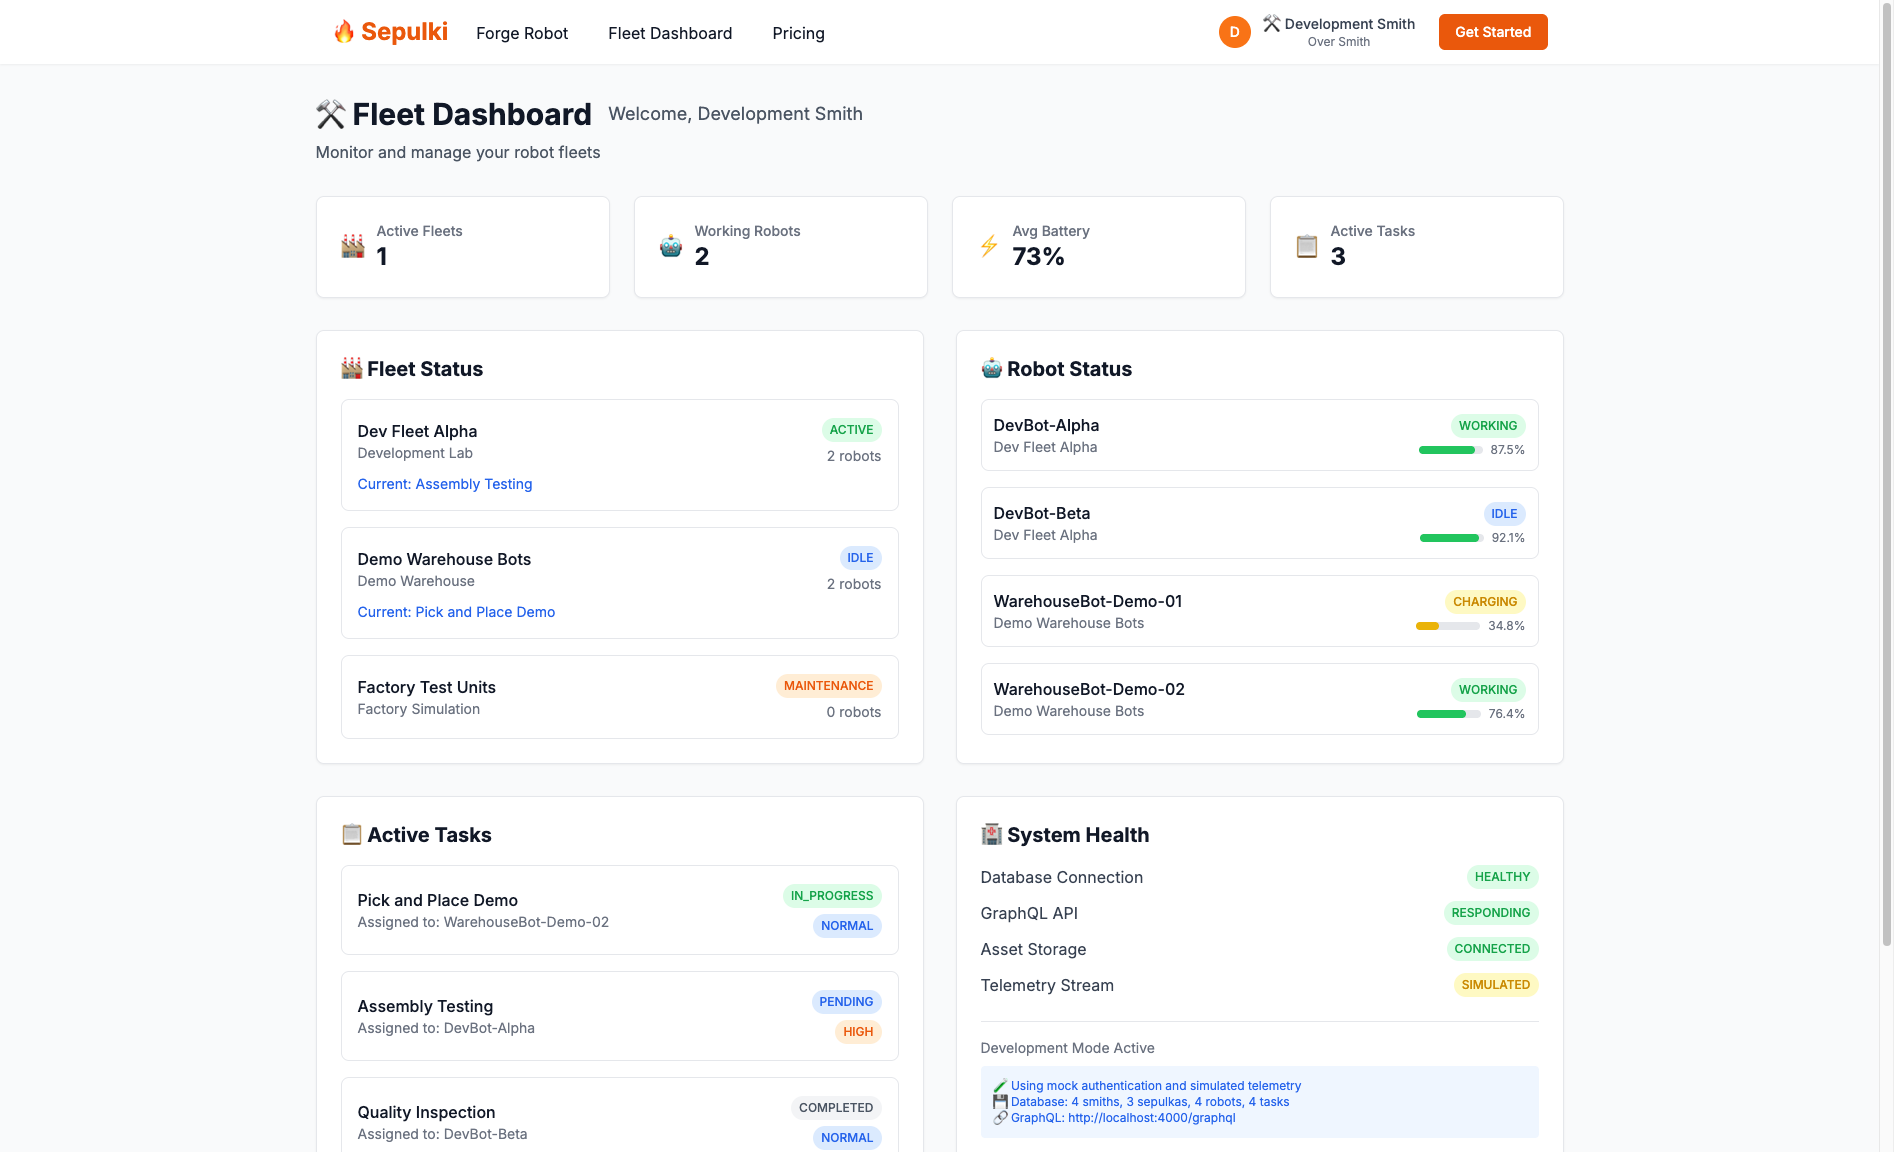 Sepulki
Forge Robot
Fleet Dashboard
Pricing
D
Development Smith
Over Smith
Get Started
Fleet Dashboard
Welcome, Development Smith
Monitor and manage your robot fleets
Active Fleets
1
Working Robots
2
Avg Battery
73%
Active Tasks
3
Fleet Status
Dev Fleet Alpha
ACTIVE
Development Lab
2 robots
Current: Assembly Testing
Demo Warehouse Bots
IDLE
Demo Warehouse
2 robots
Current: Pick and Place Demo
Factory Test Units
MAINTENANCE
Factory Simulation
0 robots
Robot Status
DevBot-Alpha
WORKING
Dev Fleet Alpha
87.5%
DevBot-Beta
IDLE
Dev Fleet Alpha
92.1%
WarehouseBot-Demo-01
CHARGING
Demo Warehouse Bots
34.8%
WarehouseBot-Demo-02
WORKING
Demo Warehouse Bots
76.4%
Active Tasks
Pick and Place Demo
IN_PROGRESS
Assigned to: WarehouseBot-Demo-02
NORMAL
Assembly Testing
PENDING
Assigned to: DevBot-Alpha
HIGH
Quality Inspection
COMPLETED
Assigned to: DevBot-Beta
NORMAL
System Health
Database Connection
HEALTHY
GraphQL API
RESPONDING
Asset Storage
CONNECTED
Telemetry Stream
SIMULATED
Development Mode Active
Using mock authentication and simulated telemetry
Database: 4 smiths, 3 sepulkas, 4 robots, 4 tasks
GraphQL: http://localhost:4000/graphql